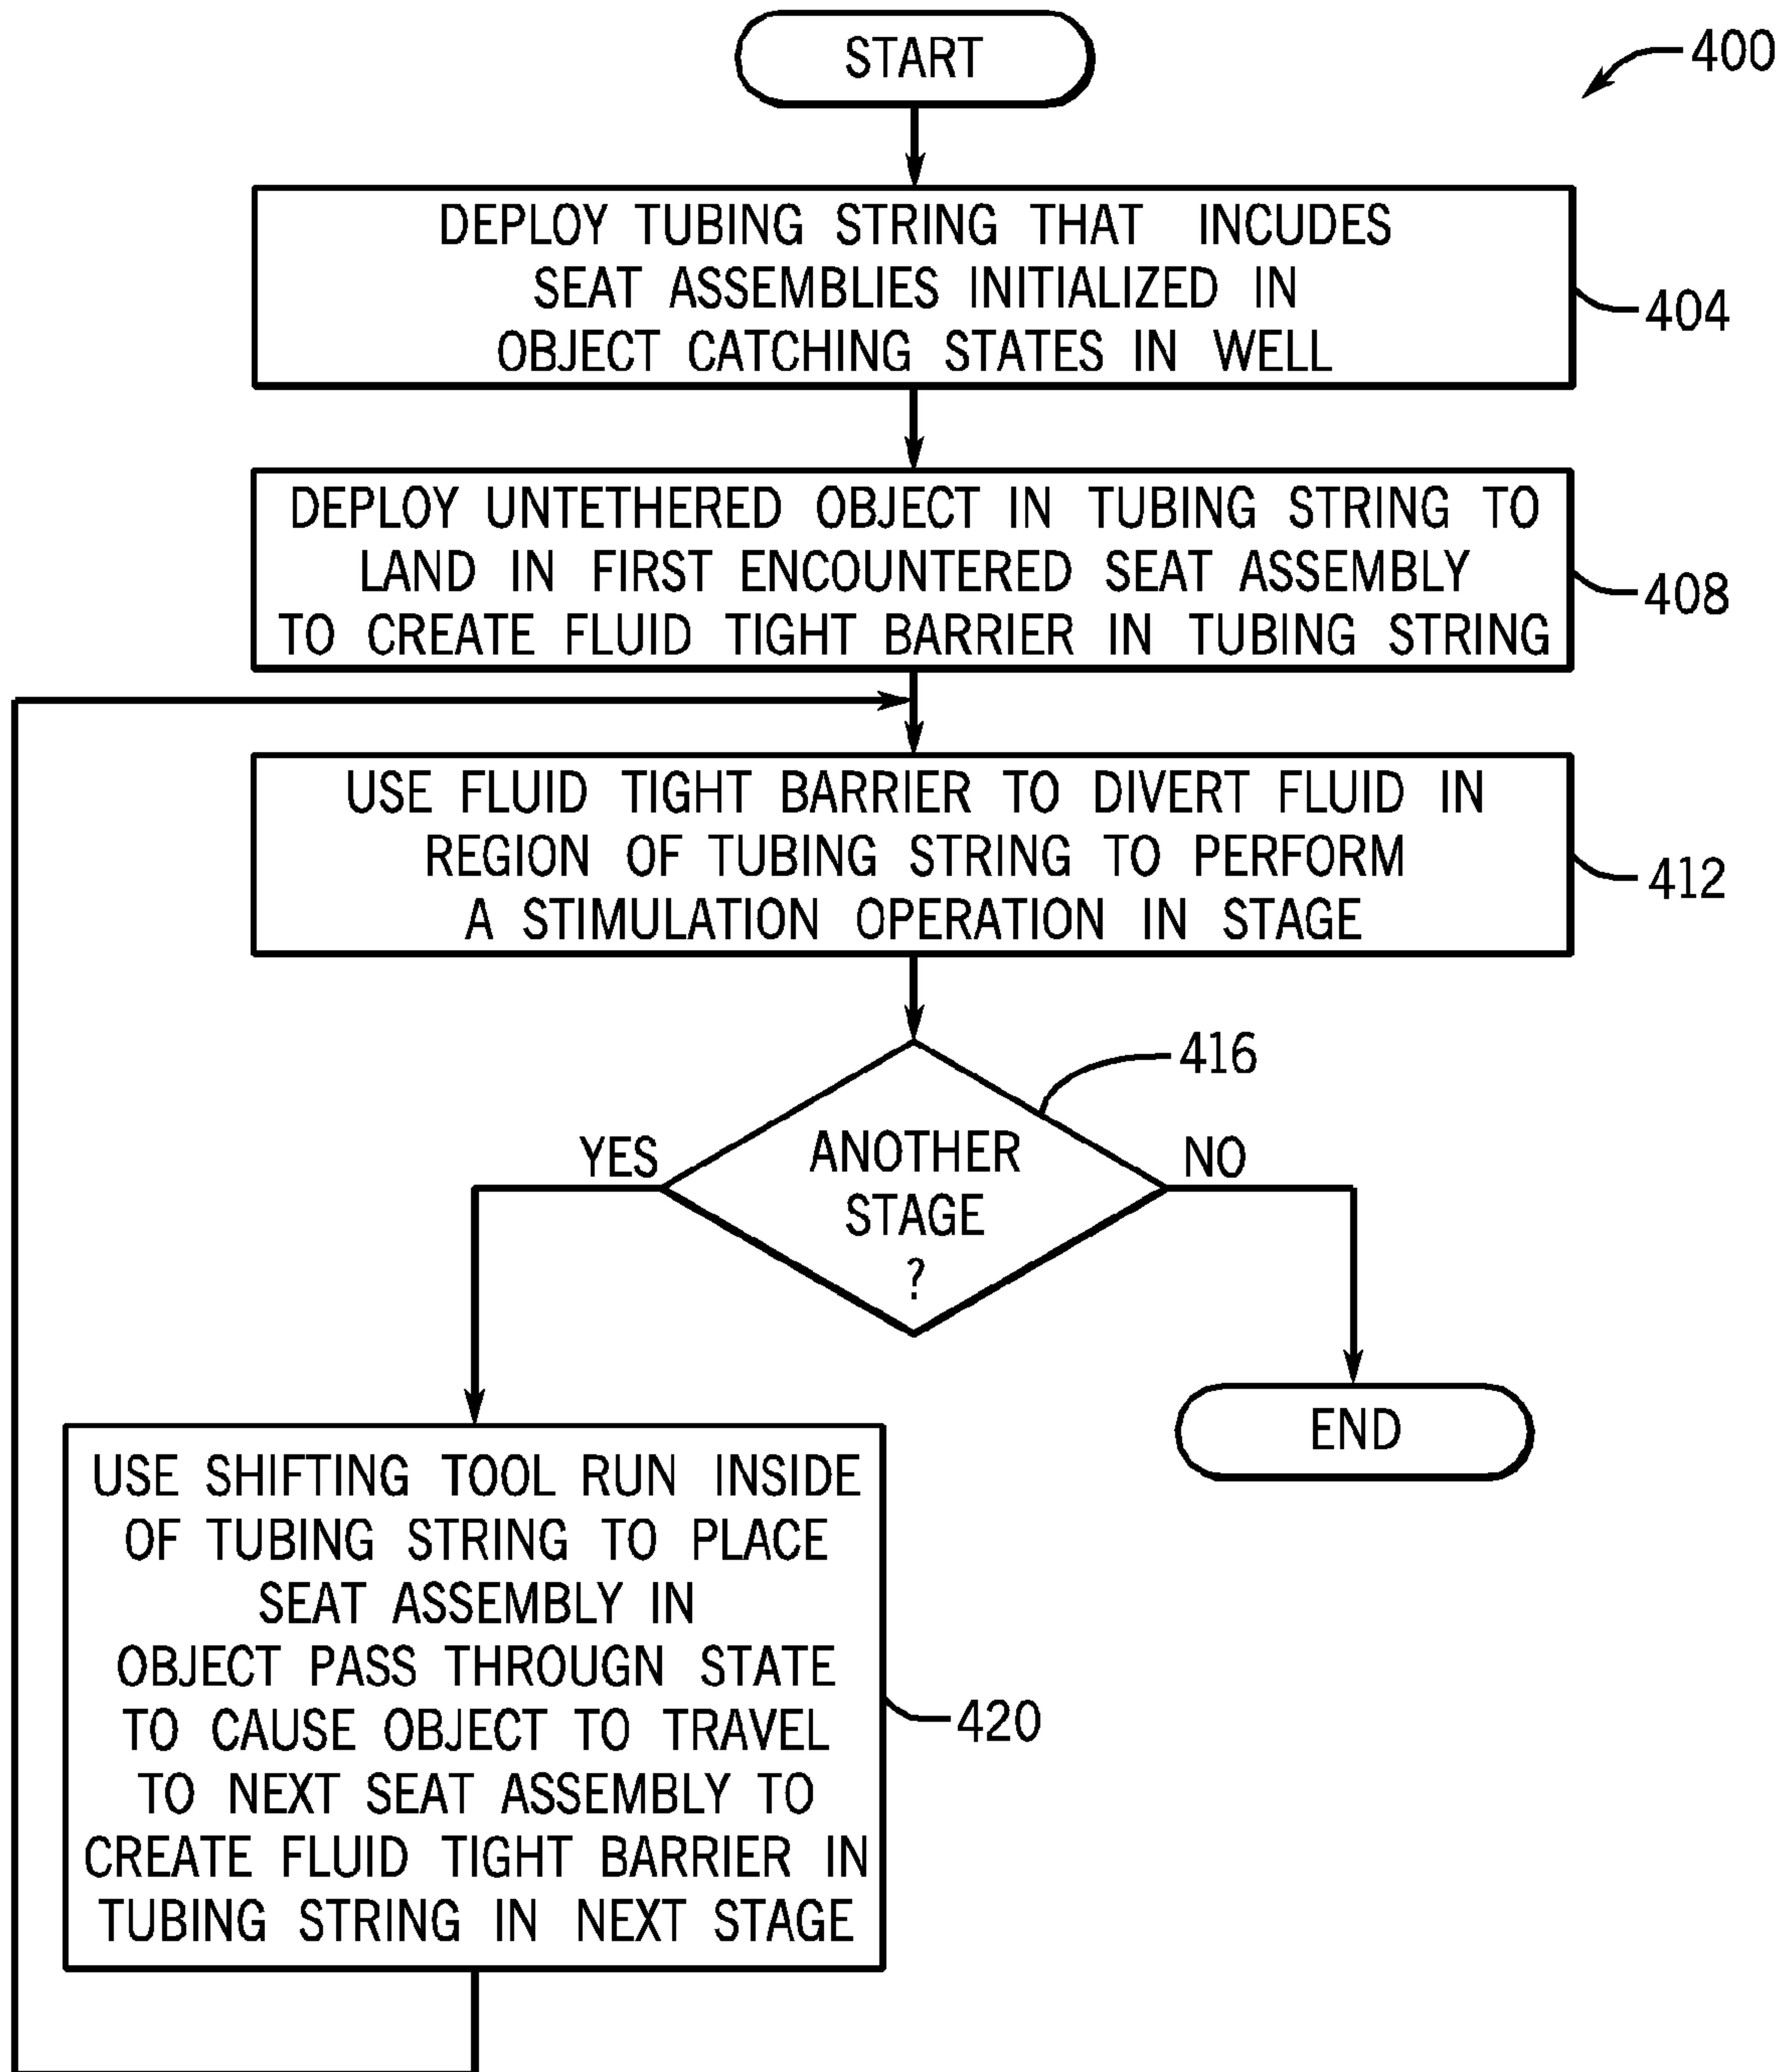 START
400
DEPLOY TUBING STRING THAT INCUDES
SEAT ASSEMBLIES INITIALIZED IN
OBJECT CATCHING STATES IN WELL
404
DEPLOY UNTETHERED OBJECT IN TUBING STRING TO
LAND IN FIRST ENCOUNTERED SEAT ASSEMBLY
TO CREATE FLUID TIGHT BARRIER IN TUBING STRING
408
USE FLUID TIGHT BARRIER TO DIVERT FLUID IN
REGION OF TUBING STRING TO PERFORM
A STIMULATION OPERATION IN STAGE
412
416
YES
ANOTHER
STAGE
?
NO
END
USE SHIFTING TOOL RUN INSIDE
OF TUBING STRING TO PLACE
SEAT ASSEMBLY IN
OBJECT PASS THROUGN STATE
TO CAUSE OBJECT TO TRAVEL
TO NEXT SEAT ASSEMBLY TO
CREATE FLUID TIGHT BARRIER IN
TUBING STRING IN NEXT STAGE
420